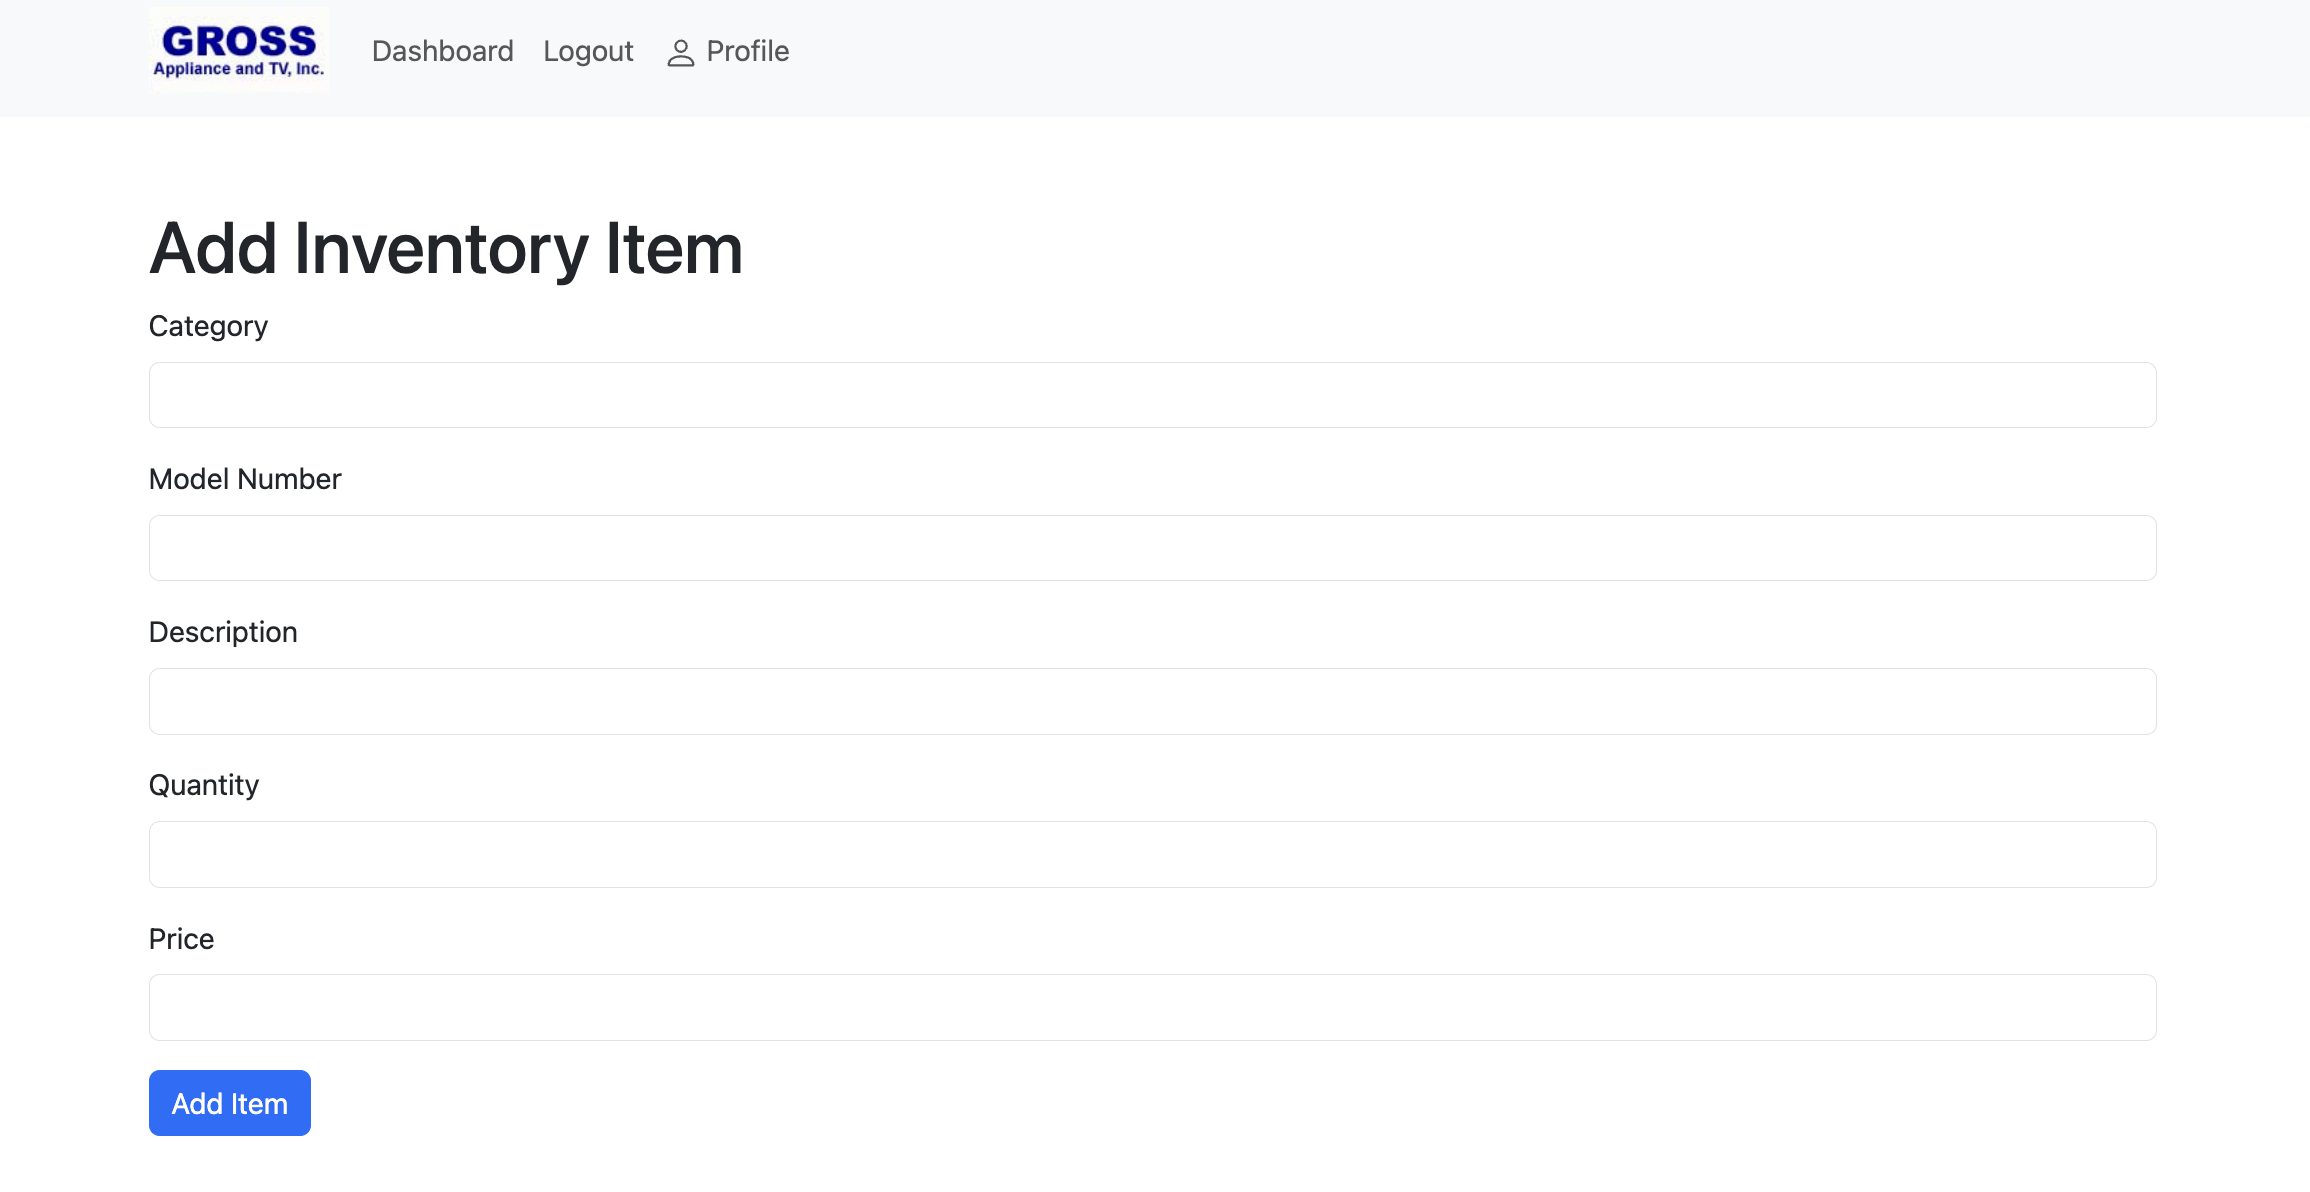 GROSS
Appliance and TV, Inc.
Dashboard Logout Profile
Add Inventory Item
Category
Model Number
Description
Quantity
Price
Add Item